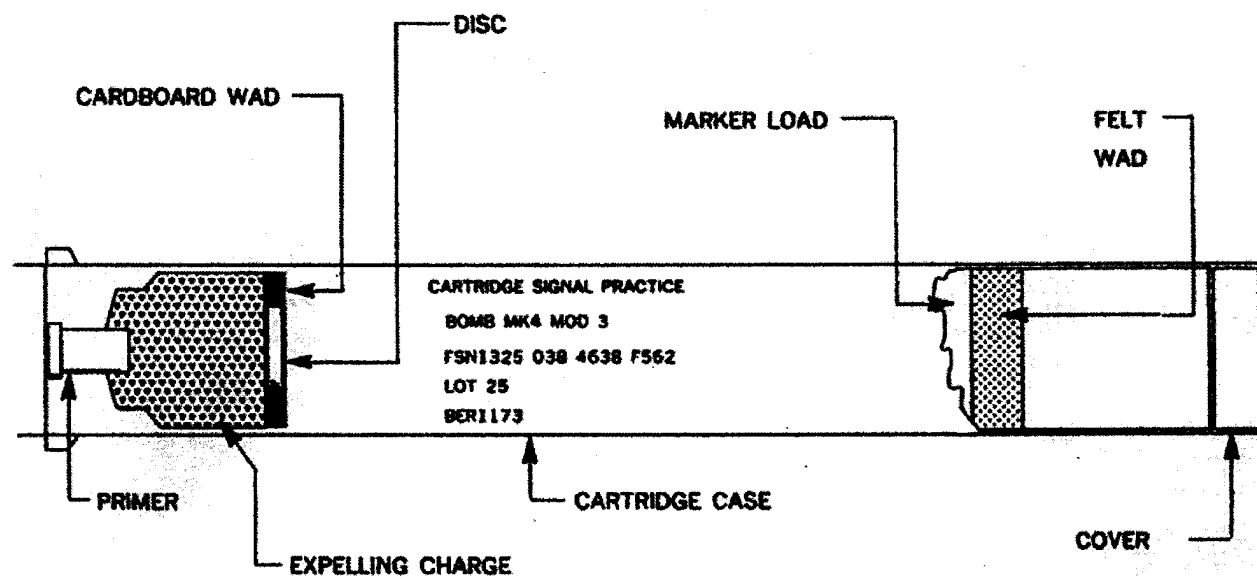 DISC
CARDBOARD WAD
MARKER LOAD
FELT
WAD
CARTRIDGE SIGNAL PRACTICE
BOMB MK4 MOD 3
FSN1325 038 4638 F562
LOT 25
BER1173
PRIMER
CARTRIDGE CASE
COVER
EXPELLING CHARGE